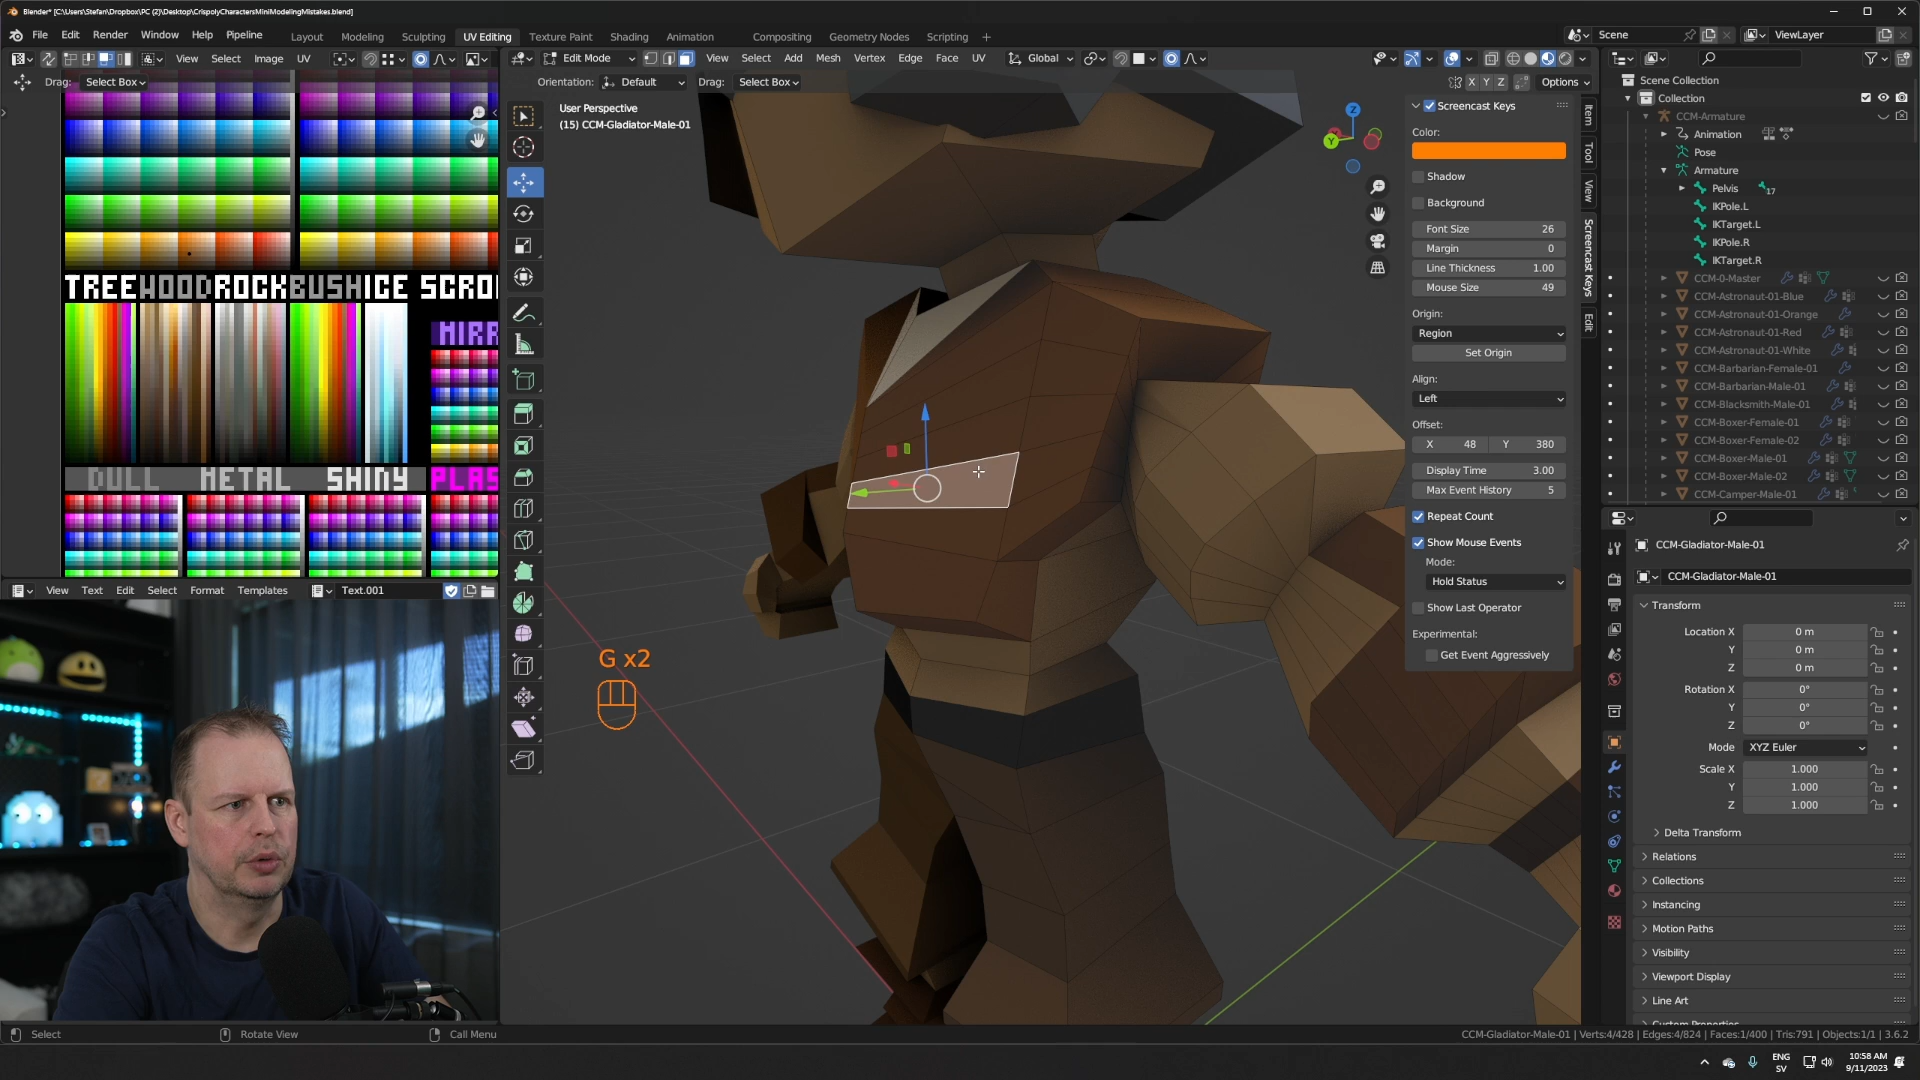 Blender* [C:\Users\Stefan\Dropbox\PC (2)\Desktop\CrispolyCharactersMiniModelingMistakes.blend]
File Edit Render Window Help Pipeline
Layout Modeling Sculpting UV Editing Texture Paint Shading Animation Compositing Geometry Nodes Scripting +
Scene ViewLayer
View Select Image UV
Edit Mode View Select Add Mesh Vertex Edge Face UV Global
Drag: Select Box
Orientation: Default Drag: Select Box
X Y Z Options
User Perspective
(15) CCM-Gladiator-Male-01
TREE WOOD ROCK BUSH ICE SCRO
MIRR
DULL METAL SHINY PLAS
View Text Edit Select Format Templates Text.001
G x2
Z
Y
Screencast Keys
Color:
Shadow
Background
Font Size 26
Margin 0
Line Thickness 1.00
Mouse Size 49
Origin:
Region
Set Origin
Align:
Left
Offset:
X 48 Y 380
Display Time 3.00
Max Event History 5
Repeat Count
Show Mouse Events
Mode:
Hold Status
Show Last Operator
Experimental:
Get Event Aggressively
Item
Tool
View
Screencast Keys
Edit
Scene Collection
Collection
CCM-Armature
Animation
Pose
Armature
Pelvis 17
IKPole.L
IKTarget.L
IKPole.R
IKTarget.R
CCM-0-Master
CCM-Astronaut-01-Blue
CCM-Astronaut-01-Orange
CCM-Astronaut-01-Red
CCM-Astronaut-01-White
CCM-Barbarian-Female-01
CCM-Barbarian-Male-01
CCM-Blacksmith-Male-01
CCM-Boxer-Female-01
CCM-Boxer-Female-02
CCM-Boxer-Male-01
CCM-Boxer-Male-02
CCM-Camper-Male-01
CCM-Gladiator-Male-01
CCM-Gladiator-Male-01
Transform
Location X 0 m
Y 0 m
Z 0 m
Rotation X 0°
Y 0°
Z 0°
Mode XYZ Euler
Scale X 1.000
Y 1.000
Z 1.000
Delta Transform
Relations
Collections
Instancing
Motion Paths
Visibility
Viewport Display
Line Art
Custom Properties
Select Rotate View Call Menu
CCM-Gladiator-Male-01 | Verts:4/428 | Edges:4/824 | Faces:1/400 | Tris:791 | Objects:1/1 | 3.6.2
ENG
SV
10:58 AM
9/11/2023